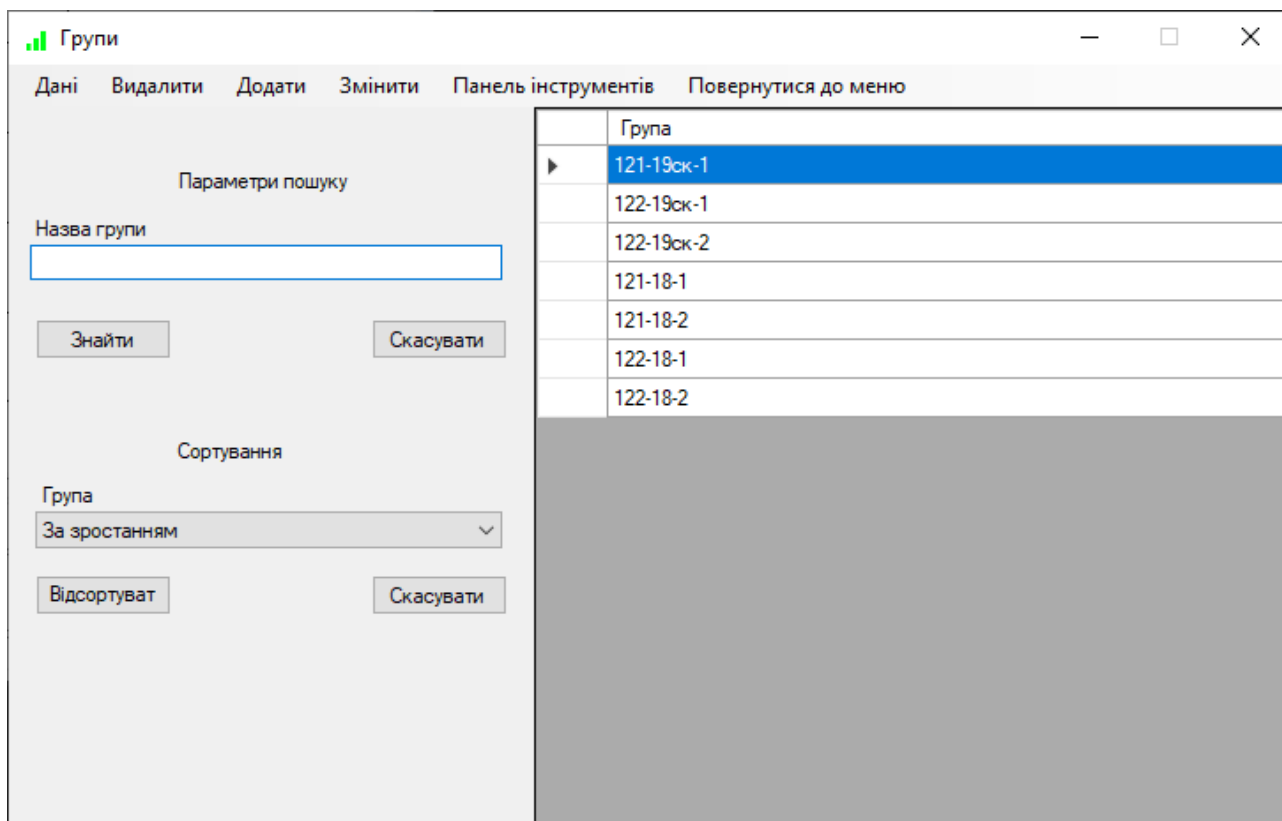 Групи
Дані Видалити Додати Змінити Панель інструментів Повернутися до меню
Параметри пошуку
Назва групи
Знайти Скасувати
Сортування
Група
За зростанням
Відсортуват Скасувати
Група
121-19ск-1
122-19ск-1
122-19ск-2
121-18-1
121-18-2
122-18-1
122-18-2